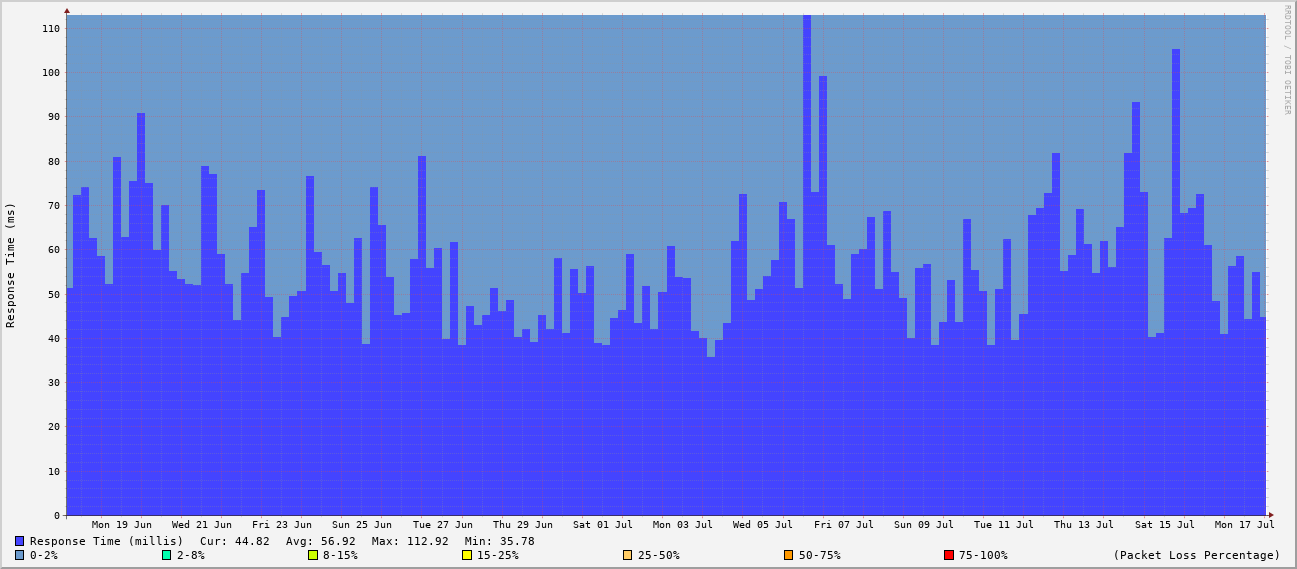 RRDTOOL / TOBI OETIKER
Response Time (ms)
110
100
90
80
70
60
50
40
30
20
10
0
Mon 19 Jun Wed 21 Jun Fri 23 Jun Sun 25 Jun Tue 27 Jun Thu 29 Jun Sat 01 Jul Mon 03 Jul Wed 05 Jul Fri 07 Jul Sun 09 Jul Tue 11 Jul Thu 13 Jul Sat 15 Jul Mon 17 Jul
Response Time (millis) Cur: 44.82 Avg: 56.92 Max: 112.92 Min: 35.78
0-2% 2-8% 8-15% 15-25% 25-50% 50-75% 75-100% (Packet Loss Percentage)